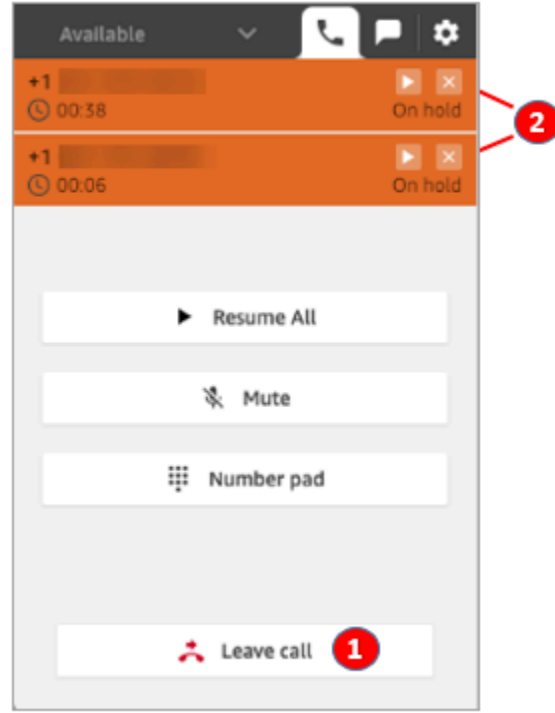 Available
+1
00:38
On hold
2
+1
00:06
On hold
Resume All
Mute
Number pad
Leave call
1